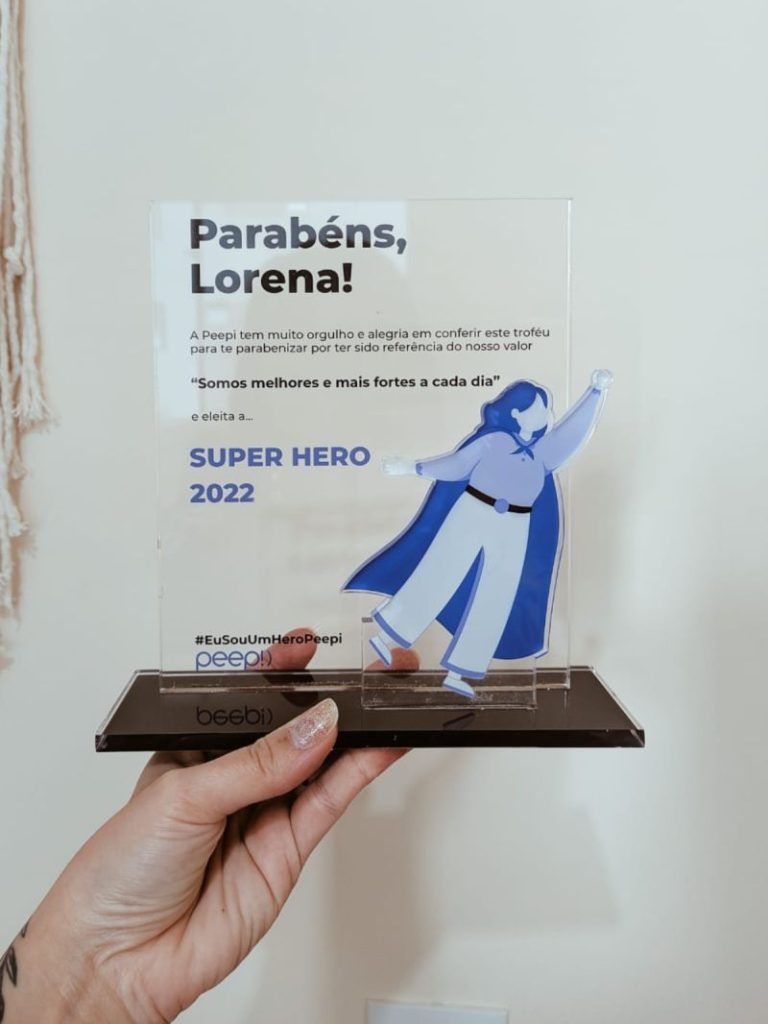 Parabéns,
Lorena!
A Peepi tem muito orgulho e alegria em conferir este troféu
para te parabenizar por ter sido referência do nosso valor
“Somos melhores e mais fortes a cada dia”
e eleita a...
SUPER HERO
2022
#EuSouUmHeroPeepi
peepi)